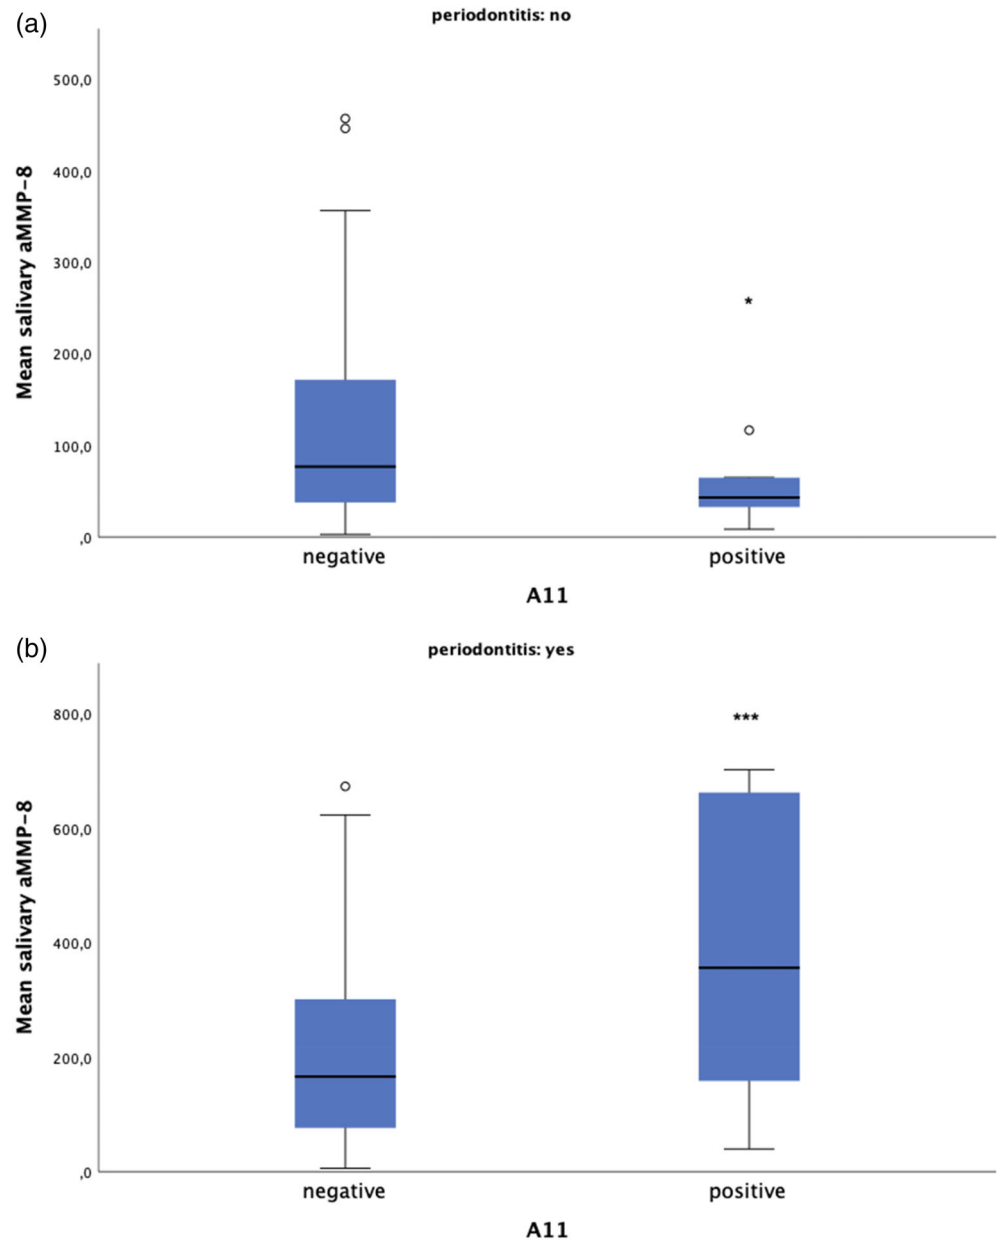 (a)
periodontitis: no
Mean salivary aMMP-8
500,0
400,0
300,0
200,0
100,0
,0
*
negative
positive
A11
(b)
periodontitis: yes
Mean salivary aMMP-8
800,0
600,0
400,0
200,0
,0
***
negative
positive
A11